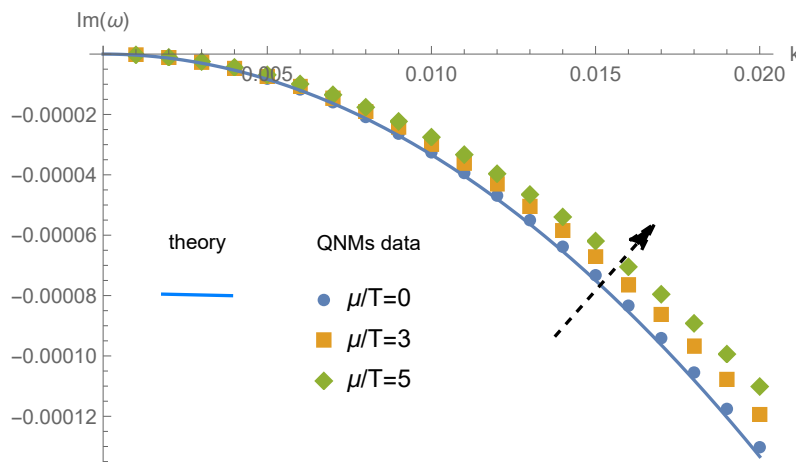 Im(ω)
k
0.005
0.010
0.015
0.020
−0.00002
−0.00004
−0.00006
−0.00008
−0.00010
−0.00012
theory
QNMs data
μ/T=0
μ/T=3
μ/T=5